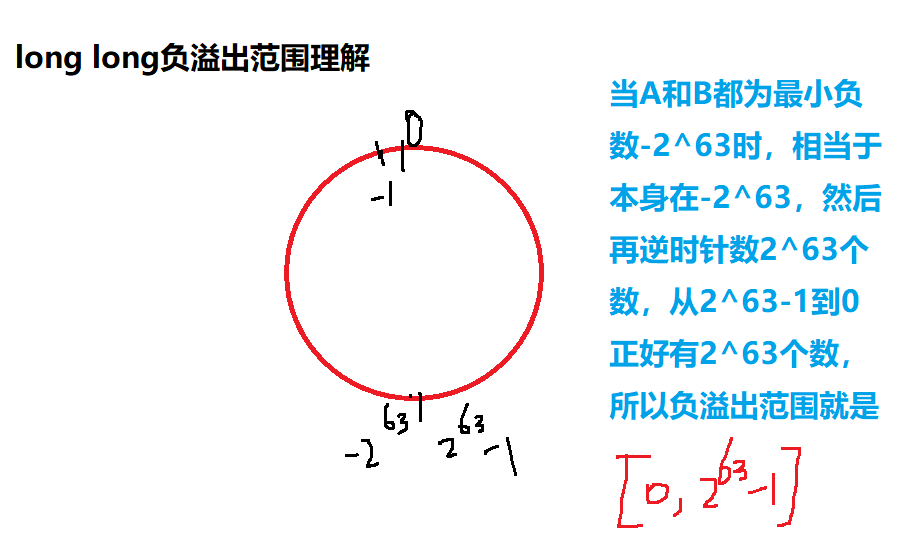 long long负溢出范围理解
当A和B都为最小负
数-2^63时，相当于
本身在-2^63，然后
再逆时针数2^63个
数，从2^63-1到0
正好有2^63个数，
所以负溢出范围就是
[0, 2^63-1]
0
-1
-2^63
2^63-1